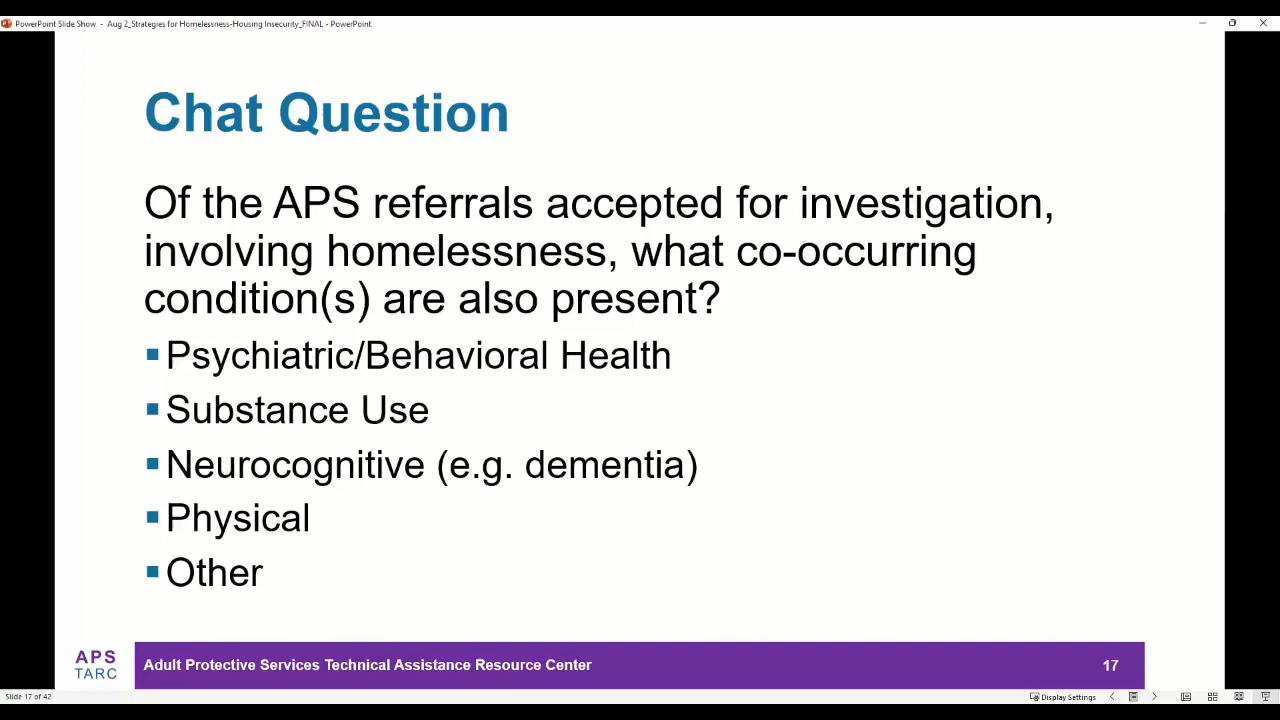 PowerPoint Slide Show - Aug 2_Strategies for Homelessness-Housing Insecurity_FINAL - PowerPoint
Chat Question
Of the APS referrals accepted for investigation,
involving homelessness, what co-occurring
condition(s) are also present?
Psychiatric/Behavioral Health
Substance Use
Neurocognitive (e.g. dementia)
Physical
Other
APS
TARC
Adult Protective Services Technical Assistance Resource Center
17
Slide 17 of 42
Display Settings